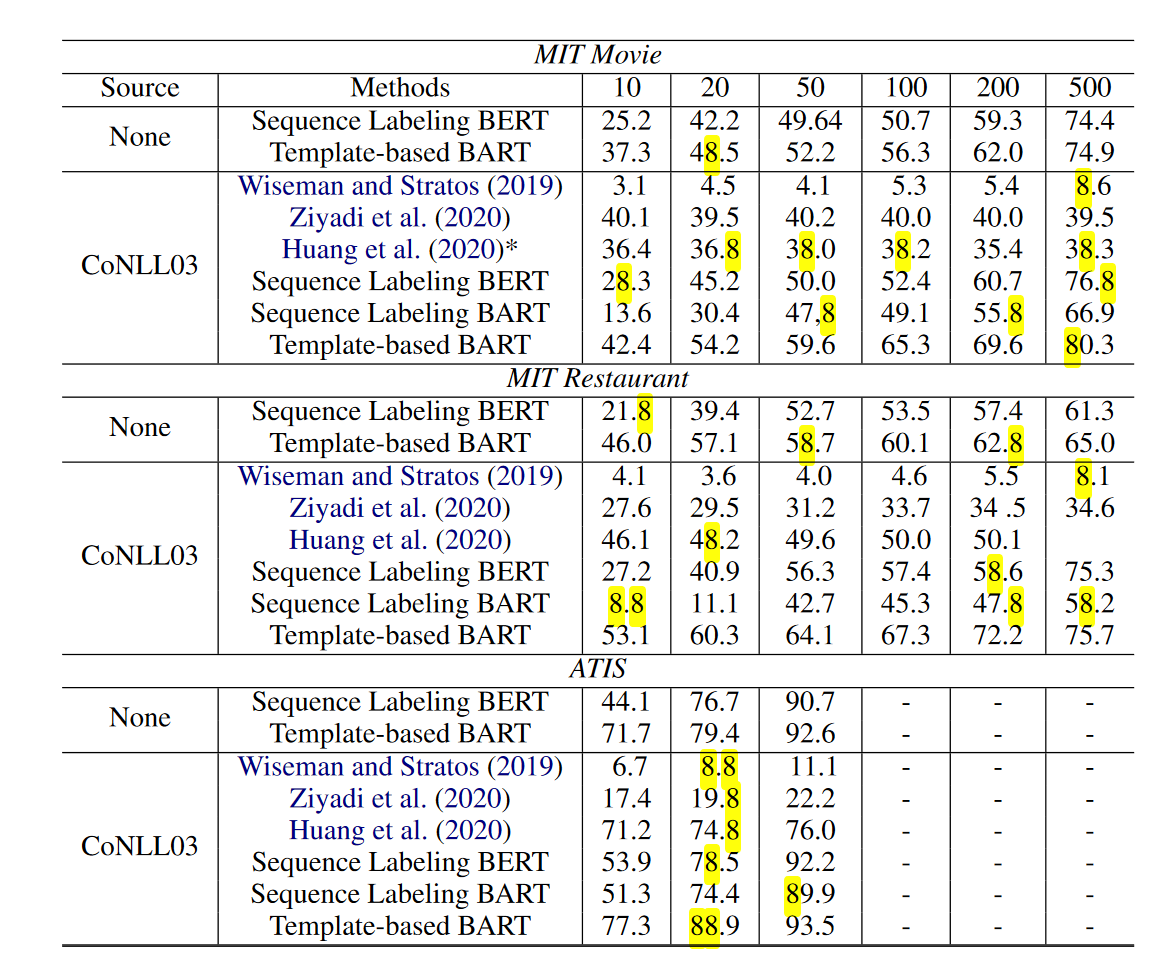 MIT Movie
Source Methods 10 20 50 100 200 500
None
Sequence Labeling BERT 25.2 42.2 49.64 50.7 59.3 74.4
Template-based BART 37.3 48.5 52.2 56.3 62.0 74.9
CoNLL03
Wiseman and Stratos (2019) 3.1 4.5 4.1 5.3 5.4 8.6
Ziyadi et al. (2020) 40.1 39.5 40.2 40.0 40.0 39.5
Huang et al. (2020)* 36.4 36.8 38.0 38.2 35.4 38.3
Sequence Labeling BERT 28.3 45.2 50.0 52.4 60.7 76.8
Sequence Labeling BART 13.6 30.4 47,8 49.1 55.8 66.9
Template-based BART 42.4 54.2 59.6 65.3 69.6 80.3
MIT Restaurant
None
Sequence Labeling BERT 21.8 39.4 52.7 53.5 57.4 61.3
Template-based BART 46.0 57.1 58.7 60.1 62.8 65.0
CoNLL03
Wiseman and Stratos (2019) 4.1 3.6 4.0 4.6 5.5 8.1
Ziyadi et al. (2020) 27.6 29.5 31.2 33.7 34 .5 34.6
Huang et al. (2020) 46.1 48.2 49.6 50.0 50.1
Sequence Labeling BERT 27.2 40.9 56.3 57.4 58.6 75.3
Sequence Labeling BART 8.8 11.1 42.7 45.3 47.8 58.2
Template-based BART 53.1 60.3 64.1 67.3 72.2 75.7
ATIS
None
Sequence Labeling BERT 44.1 76.7 90.7 - - -
Template-based BART 71.7 79.4 92.6 - - -
CoNLL03
Wiseman and Stratos (2019) 6.7 8.8 11.1 - - -
Ziyadi et al. (2020) 17.4 19.8 22.2 - - -
Huang et al. (2020) 71.2 74.8 76.0 - - -
Sequence Labeling BERT 53.9 78.5 92.2 - - -
Sequence Labeling BART 51.3 74.4 89.9 - - -
Template-based BART 77.3 88.9 93.5 - - -